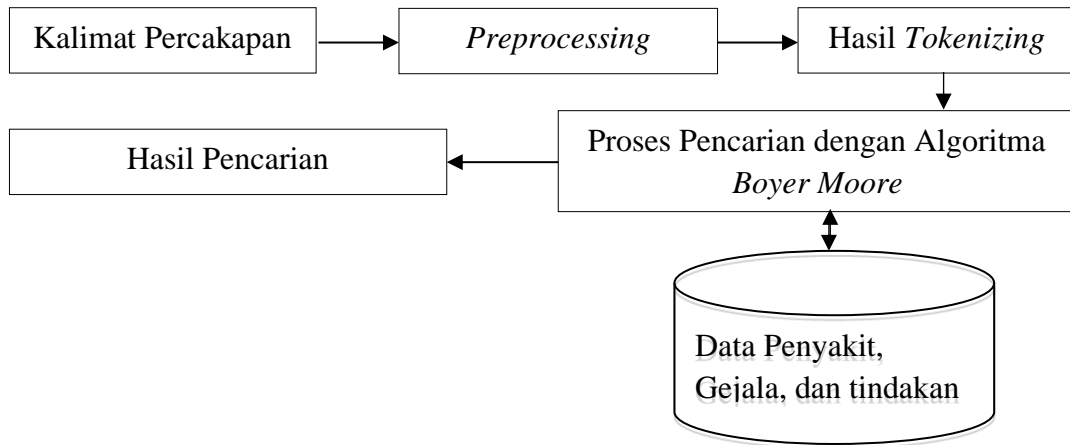 Kalimat Percakapan
Preprocessing
Hasil Tokenizing
Proses Pencarian dengan Algoritma
Boyer Moore
Hasil Pencarian
Data Penyakit,
Gejala, dan tindakan